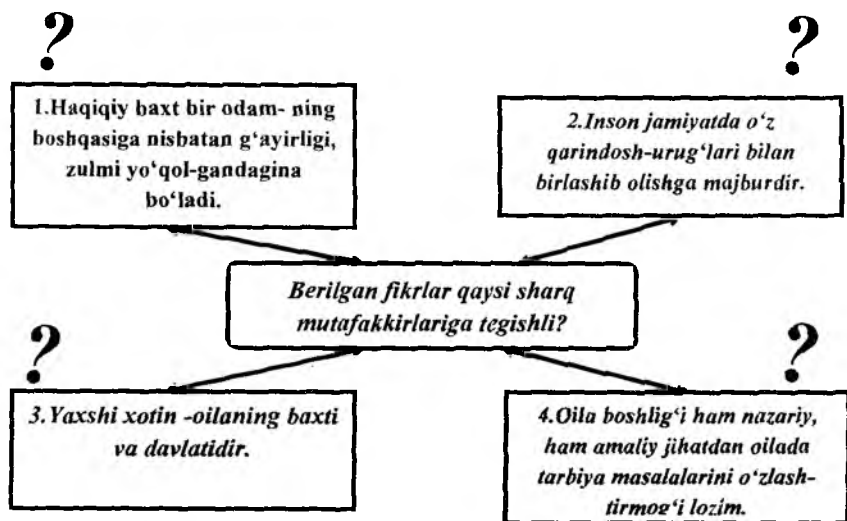 ?
?
1.Haqiqiy baxt bir odam- ning
boshqasiga nisbatan g‘ayirligi,
zulmi yo‘qol-gandagina
bo‘ladi.
2.Inson jamiyatda o‘z
qarindosh-urug‘lari bilan
birlashib olishga majburdir.
Berilgan fikrlar qaysi sharq
mutafakkirlariga tegishli?
?
?
3.Yaxshi xotin -oilaning baxti
va davlatidir.
4.Oila boshlig‘i ham nazariy,
ham amaliy jihatdan oilada
tarbiya masalalarini o‘zlash-
tirmog‘i lozim.